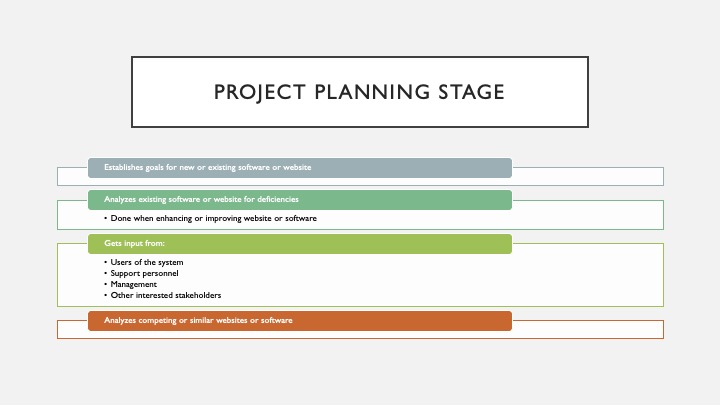 PROJECT PLANNING STAGE
Establishes goals for new or existing software or website
Analyzes existing software or website for deficiencies
• Done when enhancing or improving website or software
Gets input from:
• Users of the system
• Support personnel
• Management
• Other interested stakeholders
Analyzes competing or similar websites or software